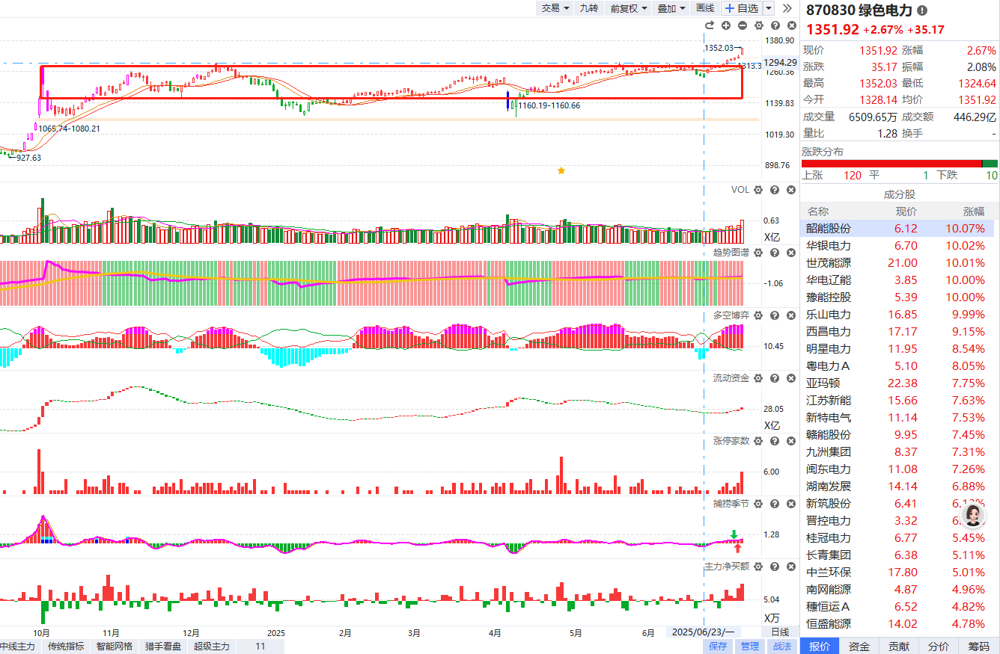 交易 九转 前复权 叠加 画线 自选
870830 绿色电力
1351.92 +2.67% +35.17
现价 1351.92 涨幅 2.67%
涨跌 35.17 振幅 2.08%
最高 1352.03 最低 1324.64
今开 1328.14 均价 1351.92
成交量 6509.65万 成交额 446.29亿
量比 1.28 换手 -
涨跌分布
上涨 120 平 1 下跌 10
成分股
名称 现价 涨幅
韶能股份 6.12 10.07%
华银电力 6.70 10.02%
世茂能源 21.00 10.01%
华电辽能 3.85 10.00%
豫能控股 5.39 10.00%
乐山电力 16.85 9.99%
西昌电力 17.17 9.15%
明星电力 11.95 8.54%
粤电力A 5.10 8.05%
亚玛顿 22.38 7.75%
江苏新能 15.66 7.63%
新特电气 11.14 7.53%
赣能股份 9.95 7.45%
九洲集团 8.37 7.31%
闽东电力 11.08 7.26%
湖南发展 14.14 6.88%
新筑股份 6.41
晋控电力 3.32
桂冠电力 6.77 5.45%
长青集团 6.38 5.11%
中兰环保 17.80 5.01%
南网能源 4.87 4.96%
穗恒运A 6.52 4.82%
恒盛能源 14.02 4.78%
报价 资金 贡献 分价 筹码
1352.03
1380.90
1294.29
313.3
1260.36
1160.19-1160.66
1139.83
1065.74-1080.21
1019.30
927.63
898.76
VOL
0.63
X亿
趋势图谱
-1.06
多空博弈
10.45
流动资金
28.05
X亿
涨停家数
6.00
捕捞季节
1.28
主力净买额
5.04
X万
10月 11月 12月 2025 2月 3月 4月 5月 6月 2025/06/23/一 日线
中线主力 传统指标 智能网格 猎手看盘 超级主力 11 保存 管理 战法